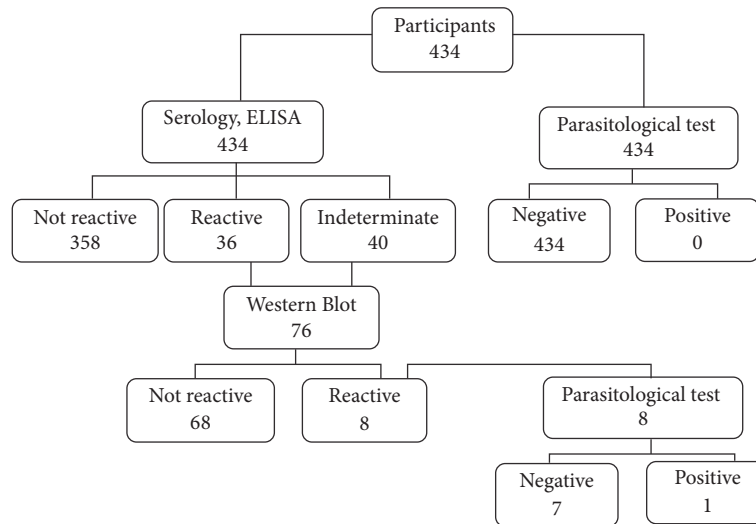 Participants
434
Serology, ELISA
434
Parasitological test
434
Not reactive
358
Reactive
36
Indeterminate
40
Negative
434
Positive
0
Western Blot
76
Not reactive
68
Reactive
8
Parasitological test
8
Negative
7
Positive
1